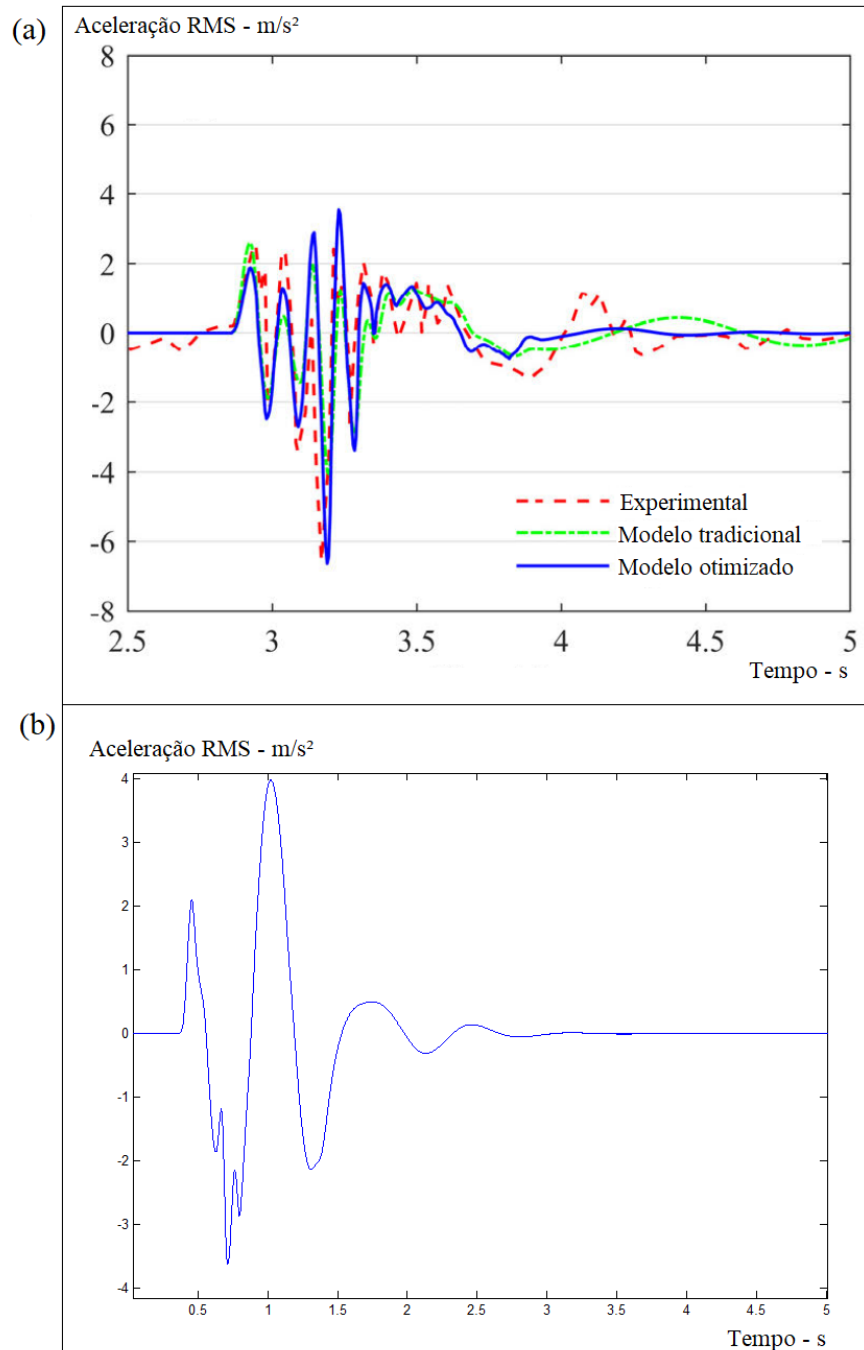 (a)
Aceleração RMS - m/s²
8
6
4
2
0
-2
-4
-6
-8
Experimental
Modelo tradicional
Modelo otimizado
2.5 3 3.5 4 4.5 5
Tempo - s
(b)
Aceleração RMS - m/s²
4
3
2
1
0
-1
-2
-3
-4
0.5 1 1.5 2 2.5 3 3.5 4 4.5 5
Tempo - s